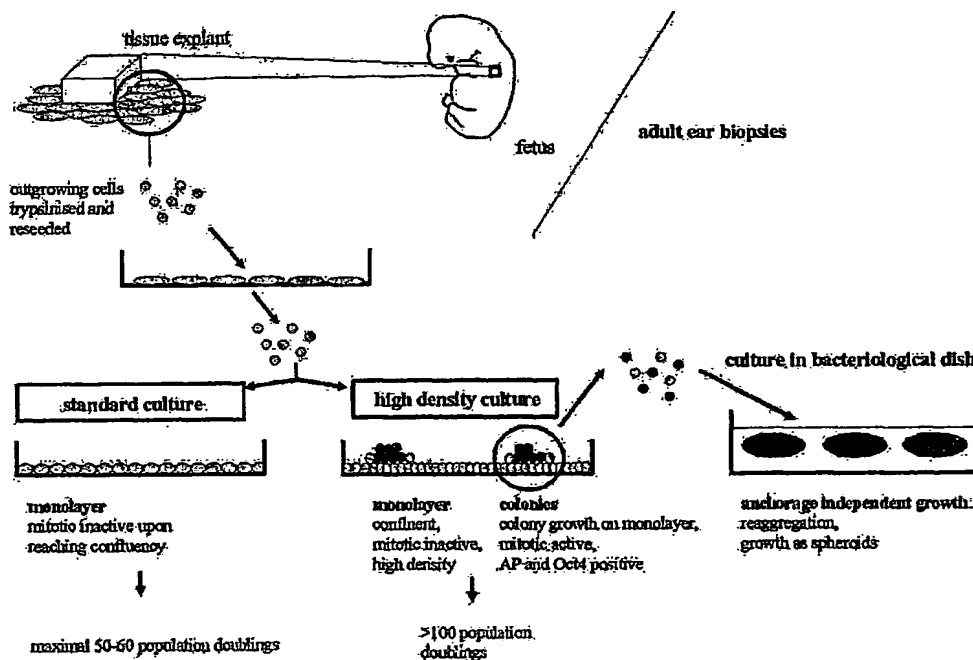 tissue explant
fetus
adult ear biopsies
outgrowing cells
trypsinised and
reseeded
standard culture
high density culture
culture in bacteriological dish
monolayer
mitotic inactive upon
reaching confluency
monolayer
confluent,
mitotic inactive,
high density
colonies
colony growth on monolayer,
mitotic active,
AP and Oct4 positive
anchorage independent growth:
reaggregation,
growth as spheroids
maximal 50-60 population doublings
>100 population
doublings